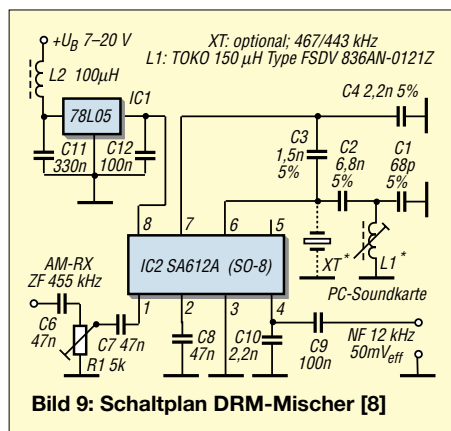 +UB 7–20 V
XT: optional; 467/443 kHz
L1: TOKO 150 µH Type FSDV 836AN-0121Z
L2 100µH
IC1
78L05
C11
330n
C12
100n
C4 2,2n 5%
C3
1,5n
5%
C2
6,8n
5%
C1
68p
5%
8
7
6
5
IC2 SA612A (SO-8)
XT*
L1*
PC-Soundkarte
1
2
3
4
AM-RX
ZF 455 kHz
C6
47n
C7 47n
R1 5k
C8
47n
C10
2,2n
C9
100n
NF 12 kHz
50mVeff
Bild 9: Schaltplan DRM-Mischer [8]